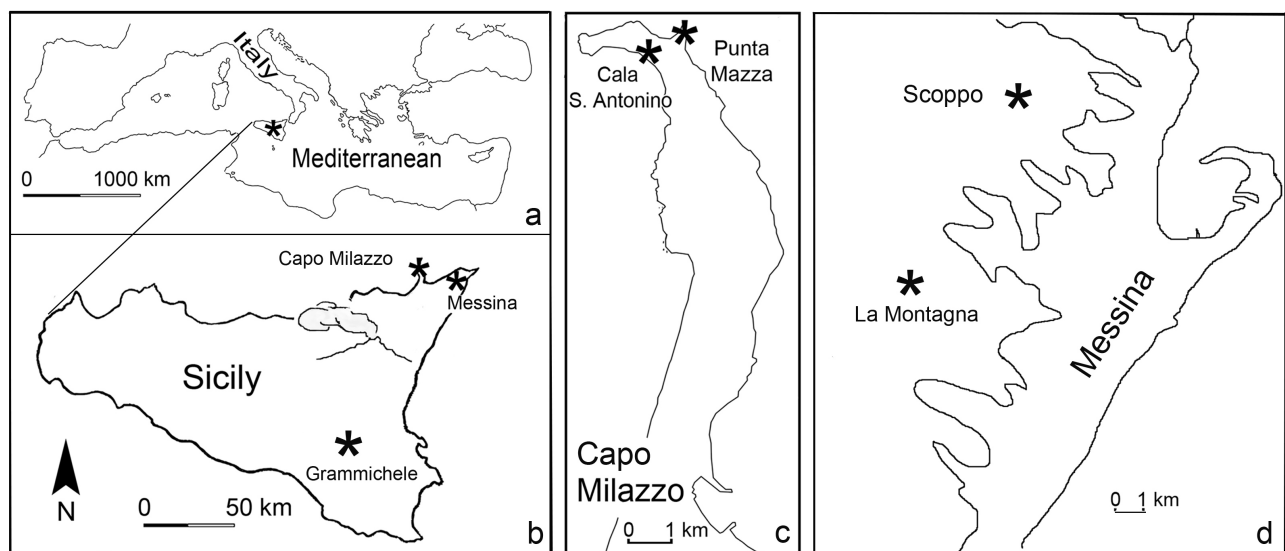 Italy
Mediterranean
0 1000 km
a
Capo Milazzo
Messina
Sicily
Grammichele
N
0 50 km
b
Punta
Mazza
Cala
S. Antonino
Capo
Milazzo
0 1 km
c
Scoppo
La Montagna
Messina
0 1 km
d